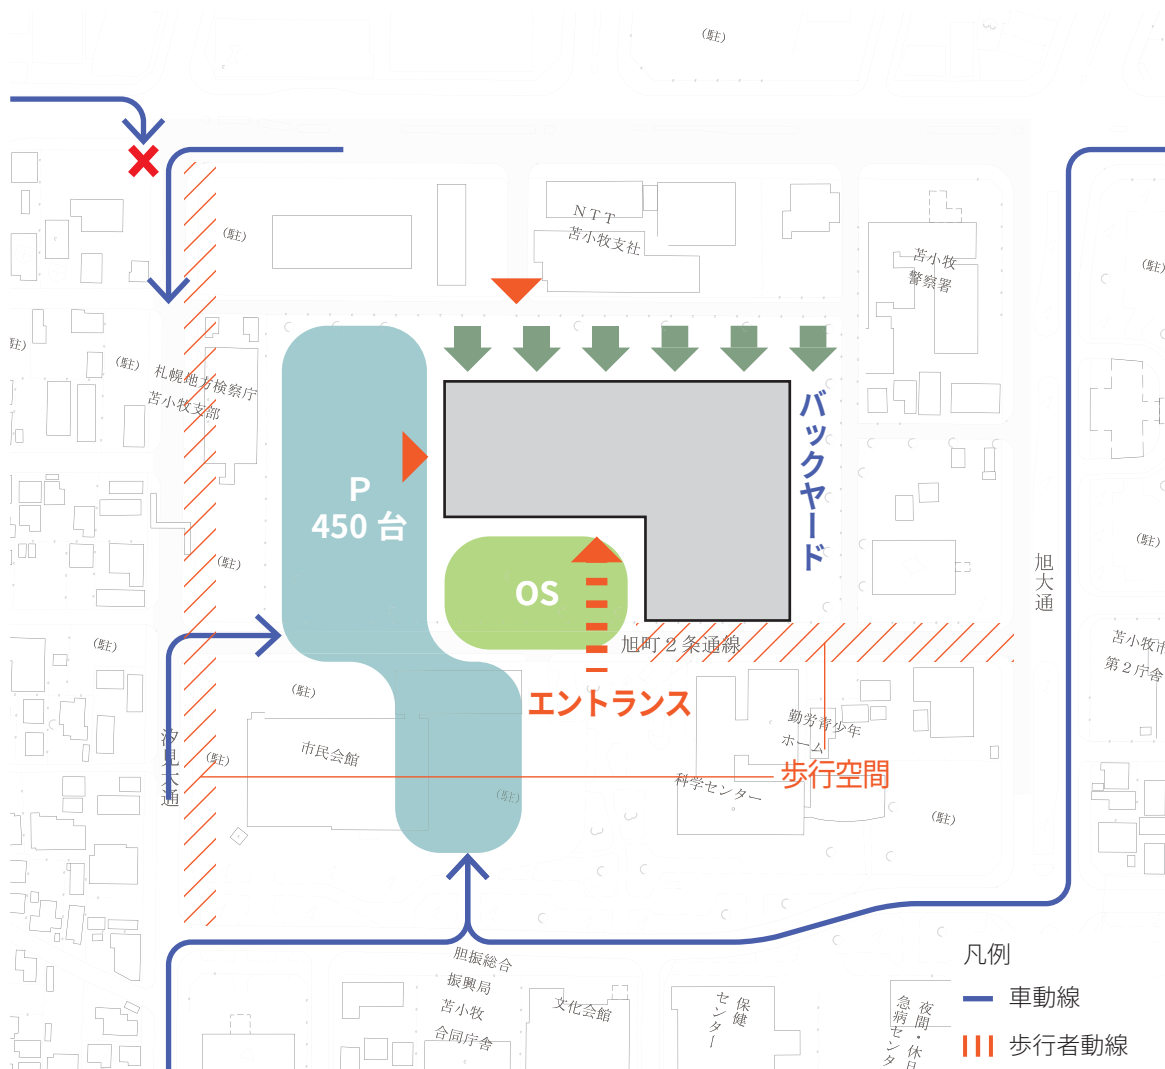 （駐）
（駐）
ＮＴＴ
苫小牧支社
苫小牧
警察署
（駐）
（駐）
駐）
札幌地方検察庁
苫小牧支部
バックヤード
P
450 台
OS
（駐）
（駐）
旭大通
（駐）
旭町２条通線
苫小牧市
第２庁舎
（駐）
エントランス
汐見大通
（駐）
市民会館
（駐）
科学センター
勤労青少年
ホーム
歩行空間
（駐）
胆振総合
振興局
苫小牧
合同庁舎
文化会館
保健
センター
夜間・休日
急病センタ
凡例
車動線
歩行者動線